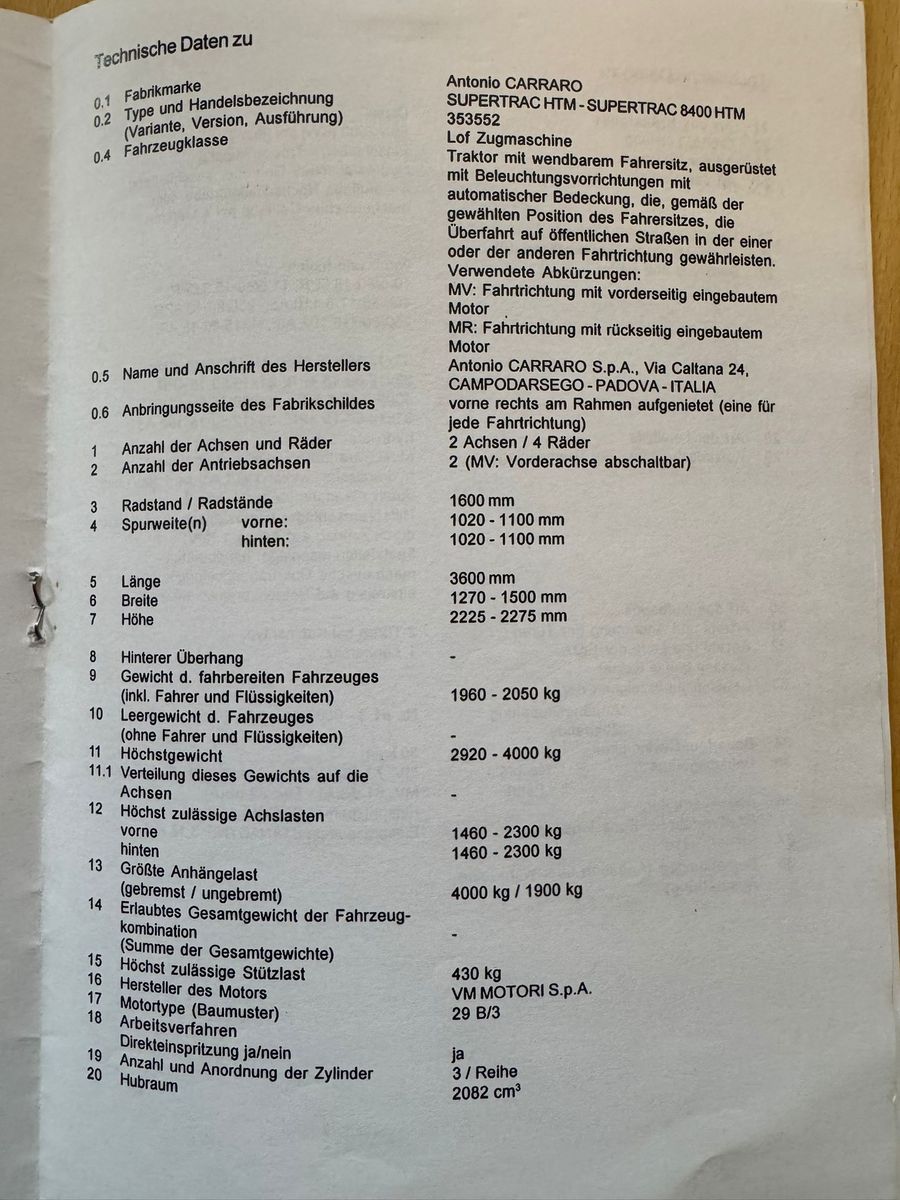 Technische Daten zu
0.1 Fabrikmarke Antonio CARRARO
0.2 Type und Handelsbezeichnung SUPERTRAC HTM - SUPERTRAC 8400 HTM
(Variante, Version, Ausführung) 353552
0.4 Fahrzeugklasse Lof Zugmaschine
Traktor mit wendbarem Fahrersitz, ausgerüstet
mit Beleuchtungsvorrichtungen mit
automatischer Bedeckung, die, gemäß der
gewählten Position des Fahrersitzes, die
Überfahrt auf öffentlichen Straßen in der einer
oder der anderen Fahrtrichtung gewährleisten.
Verwendete Abkürzungen:
MV: Fahrtrichtung mit vorderseitig eingebautem
Motor
MR: Fahrtrichtung mit rückseitig eingebautem
Motor
0.5 Name und Anschrift des Herstellers Antonio CARRARO S.p.A., Via Caltana 24,
CAMPODARSEGO - PADOVA - ITALIA
0.6 Anbringungsseite des Fabrikschildes vorne rechts am Rahmen aufgenietet (eine für
jede Fahrtrichtung)
1 Anzahl der Achsen und Räder 2 Achsen / 4 Räder
2 Anzahl der Antriebsachsen 2 (MV: Vorderachse abschaltbar)
3 Radstand / Radstände 1600 mm
4 Spurweite(n) vorne: 1020 - 1100 mm
hinten: 1020 - 1100 mm
5 Länge 3600 mm
6 Breite 1270 - 1500 mm
7 Höhe 2225 - 2275 mm
8 Hinterer Überhang -
9 Gewicht d. fahrbereiten Fahrzeuges
(inkl. Fahrer und Flüssigkeiten) 1960 - 2050 kg
10 Leergewicht d. Fahrzeuges
(ohne Fahrer und Flüssigkeiten) -
11 Höchstgewicht 2920 - 4000 kg
11.1 Verteilung dieses Gewichts auf die
Achsen -
12 Höchst zulässige Achslasten
vorne 1460 - 2300 kg
hinten 1460 - 2300 kg
13 Größte Anhängelast
(gebremst / ungebremt) 4000 kg / 1900 kg
14 Erlaubtes Gesamtgewicht der Fahrzeug-
kombination -
(Summe der Gesamtgewichte)
15 Höchst zulässige Stützlast 430 kg
16 Hersteller des Motors VM MOTORI S.p.A.
17 Motortype (Baumuster) 29 B/3
18 Arbeitsverfahren
Direkteinspritzung ja/nein ja
19 Anzahl und Anordnung der Zylinder 3 / Reihe
20 Hubraum 2082 cm³